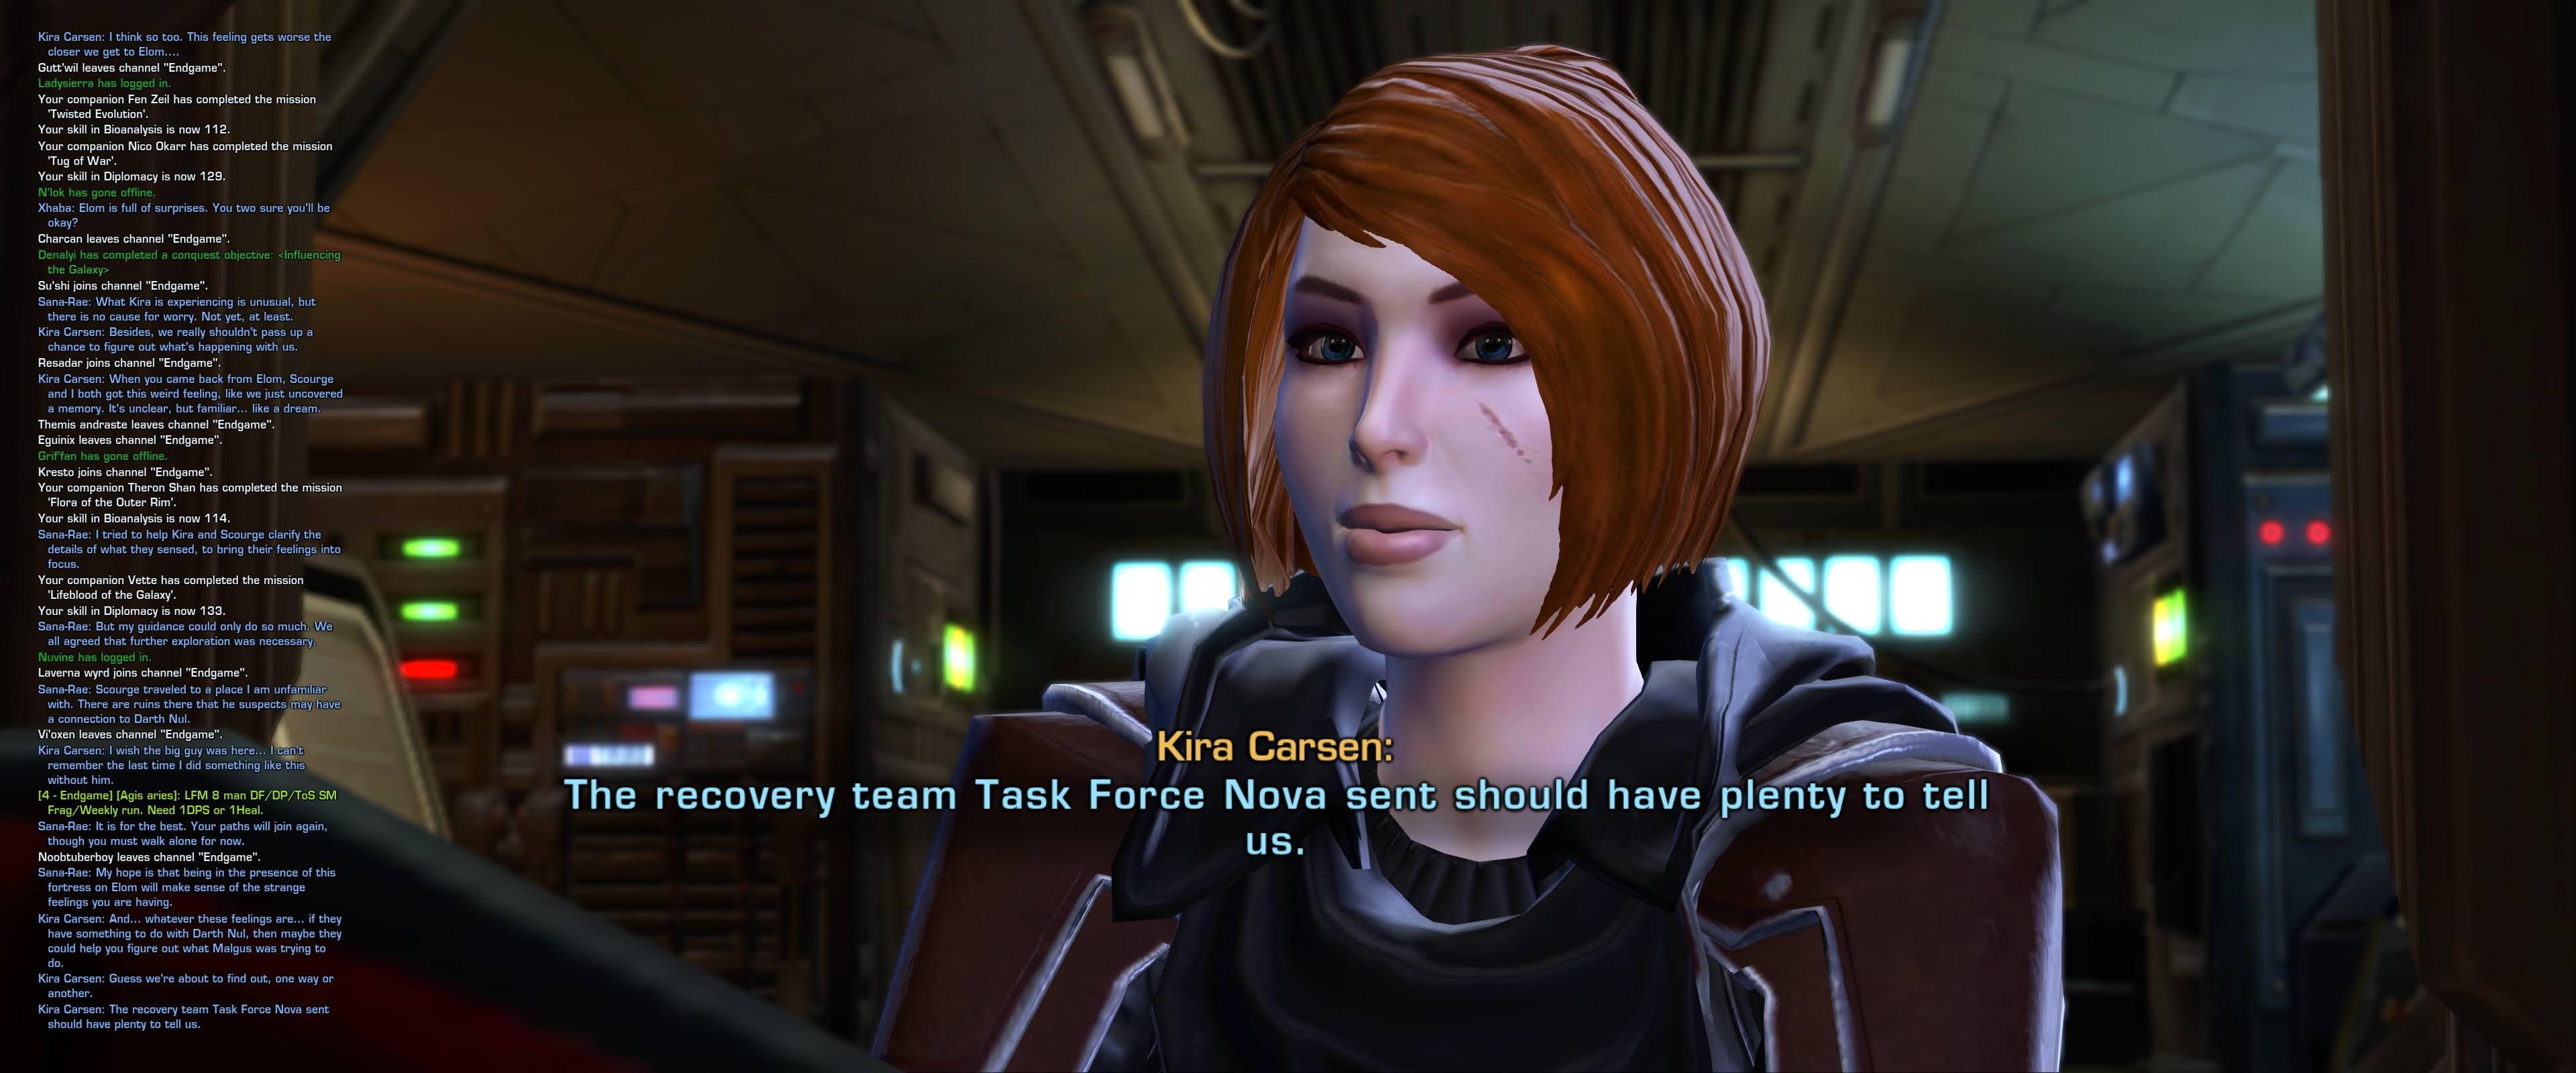 Kira Carsen: I think so too. This feeling gets worse the
closer we get to Elom....
Gutt'wil leaves channel "Endgame".
Ladysierra has logged in.
Your companion Fen Zeil has completed the mission
'Twisted Evolution'.
Your skill in Bioanalysis is now 112.
Your companion Nico Okarr has completed the mission
'Tug of War'.
Your skill in Diplomacy is now 129.
N'lok has gone offline.
Xhaba: Elom is full of surprises. You two sure you'll be
okay?
Charcan leaves channel "Endgame".
Denalyi has completed a conquest objective: <Influencing
the Galaxy>
Su'shi joins channel "Endgame".
Sana-Rae: What Kira is experiencing is unusual, but
there is no cause for worry. Not yet, at least.
Kira Carsen: Besides, we really shouldn't pass up a
chance to figure out what's happening with us.
Resadar joins channel "Endgame".
Kira Carsen: When you came back from Elom, Scourge
and I both got this weird feeling, like we just uncovered
a memory. It's unclear, but familiar... like a dream.
Themis andraste leaves channel "Endgame".
Eguinix leaves channel "Endgame".
Grif'fan has gone offline.
Kresto joins channel "Endgame".
Your companion Theron Shan has completed the mission
'Flora of the Outer Rim'.
Your skill in Bioanalysis is now 114.
Sana-Rae: I tried to help Kira and Scourge clarify the
details of what they sensed, to bring their feelings into
focus.
Your companion Vette has completed the mission
'Lifeblood of the Galaxy'.
Your skill in Diplomacy is now 133.
Sana-Rae: But my guidance could only do so much. We
all agreed that further exploration was necessary.
Nuvine has logged in.
Laverna wyrd joins channel "Endgame".
Sana-Rae: Scourge traveled to a place I am unfamiliar
with. There are ruins there that he suspects may have
a connection to Darth Nul.
Vi'oxen leaves channel "Endgame".
Kira Carsen: I wish the big guy was here... I can't
remember the last time I did something like this
without him.
[4 - Endgame] [Agis aries]: LFM 8 man DF/DP/ToS SM
Frag/Weekly run. Need 1DPS or 1Heal.
Sana-Rae: It is for the best. Your paths will join again,
though you must walk alone for now.
Noobtuberboy leaves channel "Endgame".
Sana-Rae: My hope is that being in the presence of this
fortress on Elom will make sense of the strange
feelings you are having.
Kira Carsen: And... whatever these feelings are... if they
have something to do with Darth Nul, then maybe they
could help you figure out what Malgus was trying to
do.
Kira Carsen: Guess we're about to find out, one way or
another.
Kira Carsen: The recovery team Task Force Nova sent
should have plenty to tell us.
Kira Carsen:
The recovery team Task Force Nova sent should have plenty to tell
us.